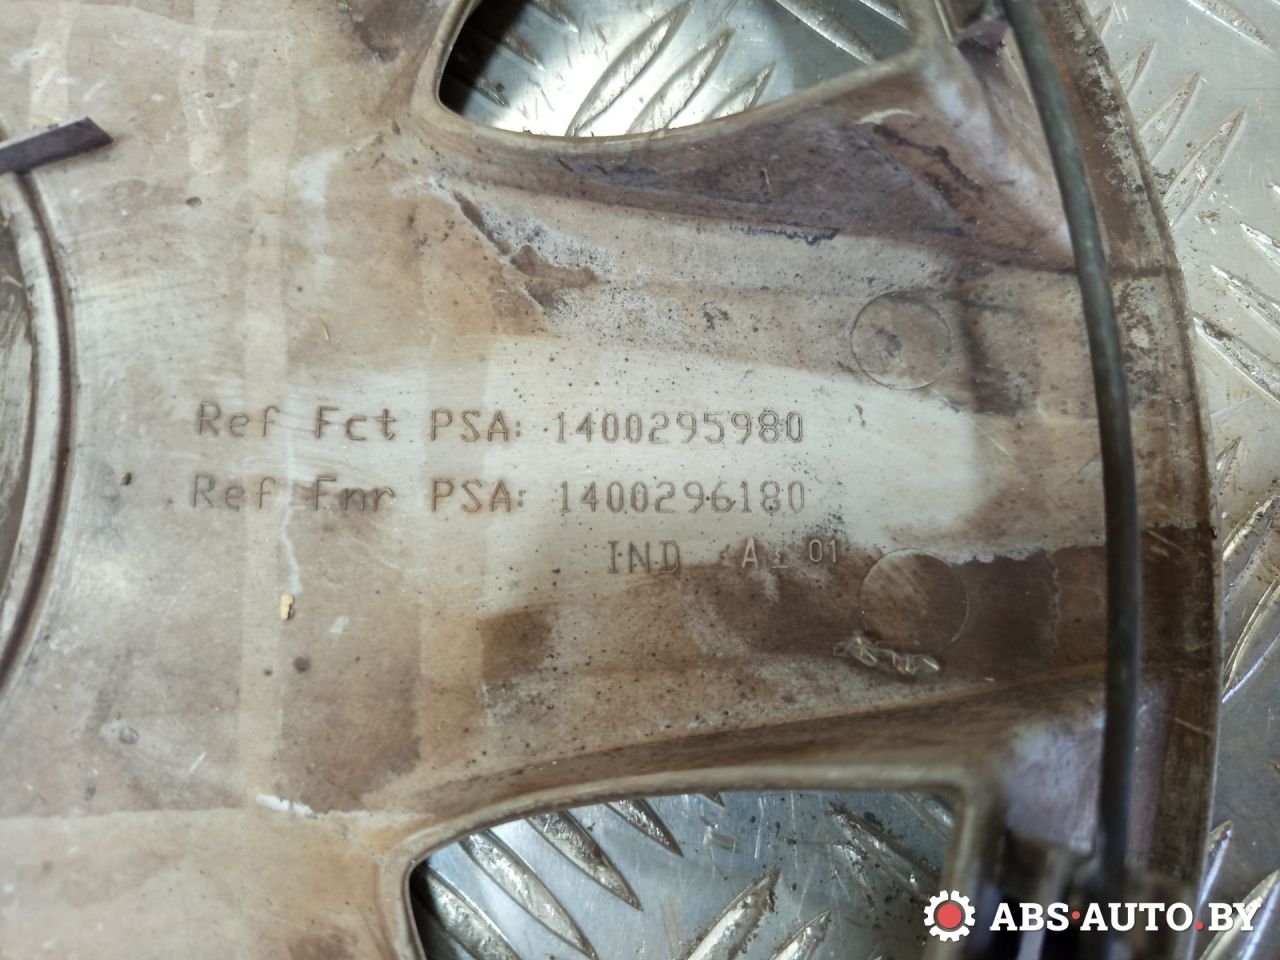 Ref Fct PSA: 1400295980
Ref Fnr PSA: 1400296180
IND A 01
ABS·AUTO.BY